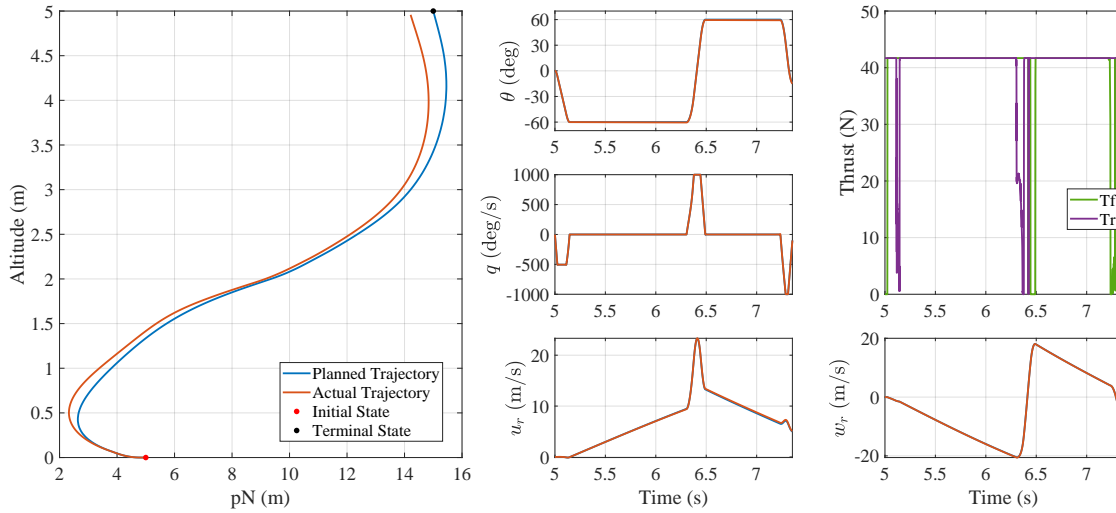 5
4.5
4
3.5
3
2.5
2
1.5
1
0.5
0
Altitude (m)
2 4 6 8 10 12 14 16
pN (m)
Planned Trajectory
Actual Trajectory
Initial State
Terminal State
60
30
0
-30
-60
θ (deg)
5 5.5 6 6.5 7
1000
500
0
-500
-1000
q (deg/s)
5 5.5 6 6.5 7
20
10
0
u_r (m/s)
5 5.5 6 6.5 7
Time (s)
50
40
30
20
10
0
Thrust (N)
Tf
Tr
5 5.5 6 6.5 7
0
-20
w_r (m/s)
5 5.5 6 6.5 7
Time (s)